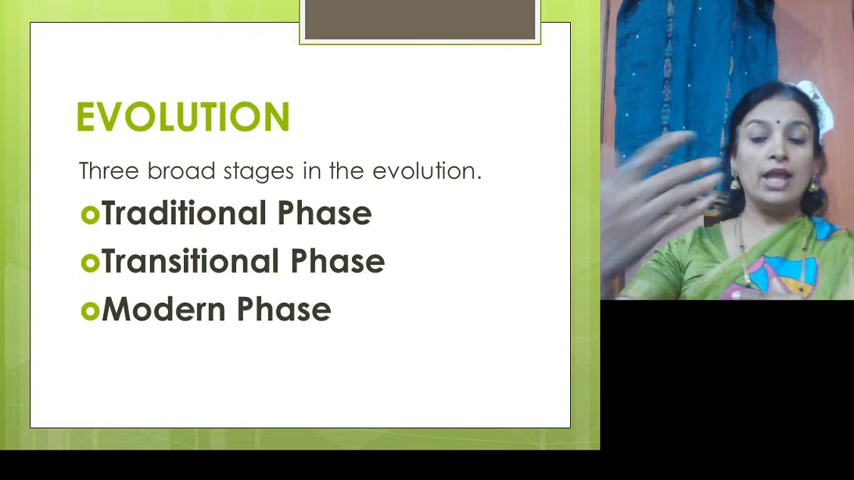 EVOLUTION
Three broad stages in the evolution.
Traditional Phase
Transitional Phase
Modern Phase